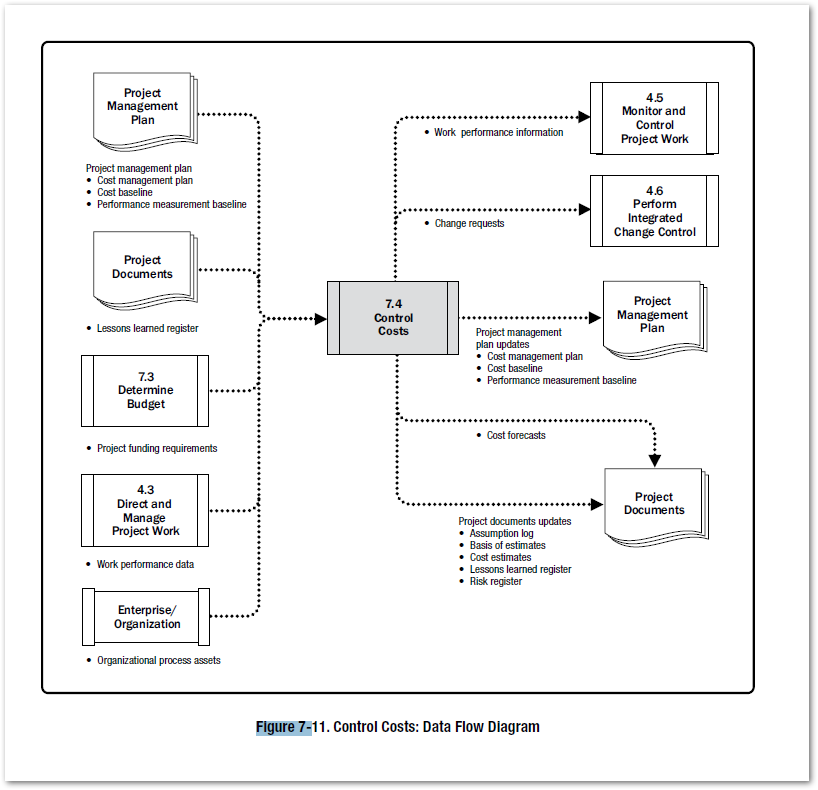 Project
Management
Plan
Project management plan
• Cost management plan
• Cost baseline
• Performance measurement baseline
Project
Documents
• Lessons learned register
7.3
Determine
Budget
• Project funding requirements
4.3
Direct and
Manage
Project Work
• Work performance data
Enterprise/
Organization
• Organizational process assets
7.4
Control
Costs
• Work performance information
4.5
Monitor and
Control
Project Work
• Change requests
4.6
Perform
Integrated
Change Control
Project management
plan updates
• Cost management plan
• Cost baseline
• Performance measurement baseline
Project
Management
Plan
• Cost forecasts
Project documents updates
• Assumption log
• Basis of estimates
• Cost estimates
• Lessons learned register
• Risk register
Project
Documents
Figure 7-11. Control Costs: Data Flow Diagram